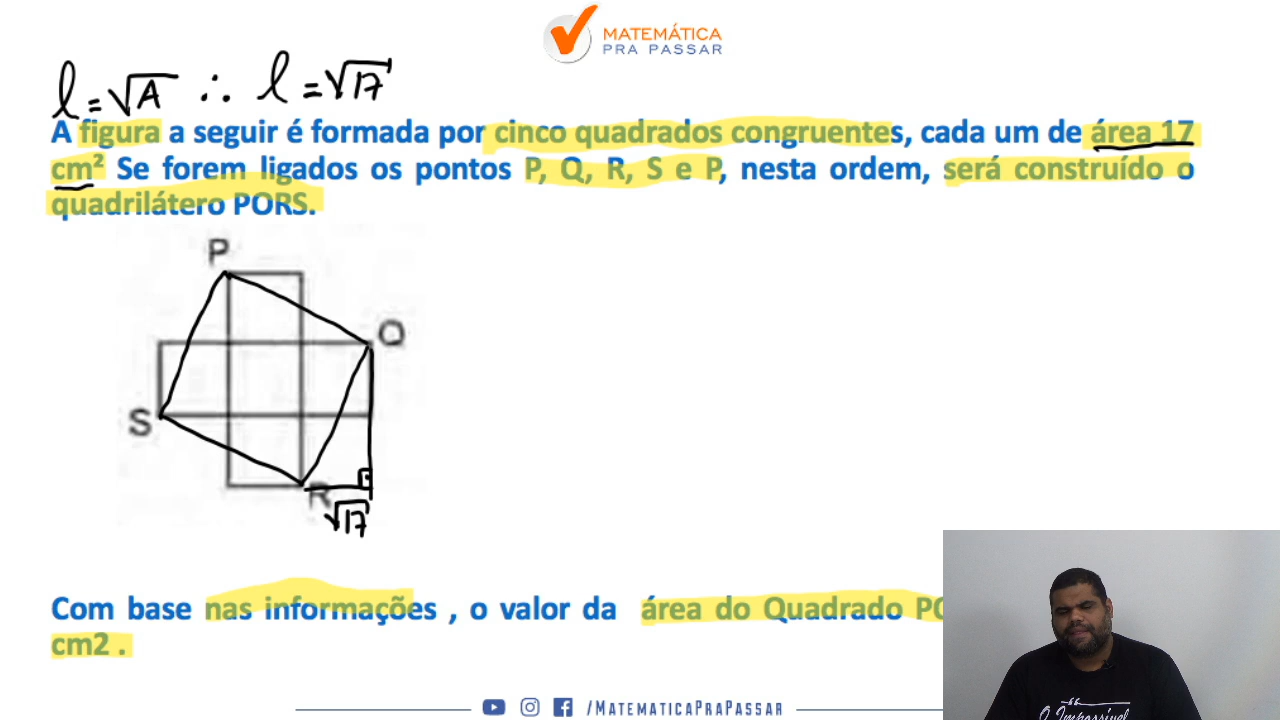 MATEMÁTICA
PRA PASSAR
l = √A ∴ l = √17
A figura a seguir é formada por cinco quadrados congruentes, cada um de área 17
cm² Se forem ligados os pontos P, Q, R, S e P, nesta ordem, será construído o
quadrilátero PQRS.
P
Q
S
R
√17
Com base nas informações , o valor da área do Quadrado
cm2 .
/MatematicaPraPassar
“
O Impossível